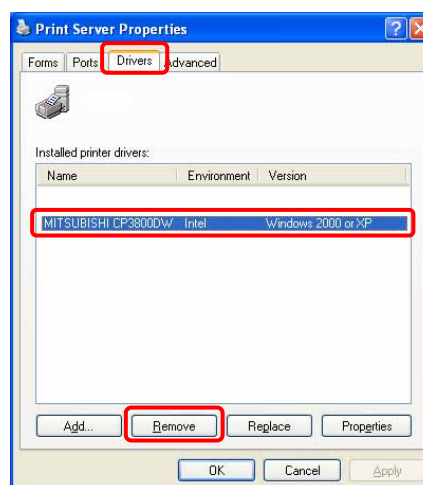 Print Server Properties
Forms Ports Drivers Advanced
Installed printer drivers:
Name Environment Version
MITSUBISHI CP3800DW Intel Windows 2000 or XP
Add... Remove Replace Properties
OK Cancel Apply